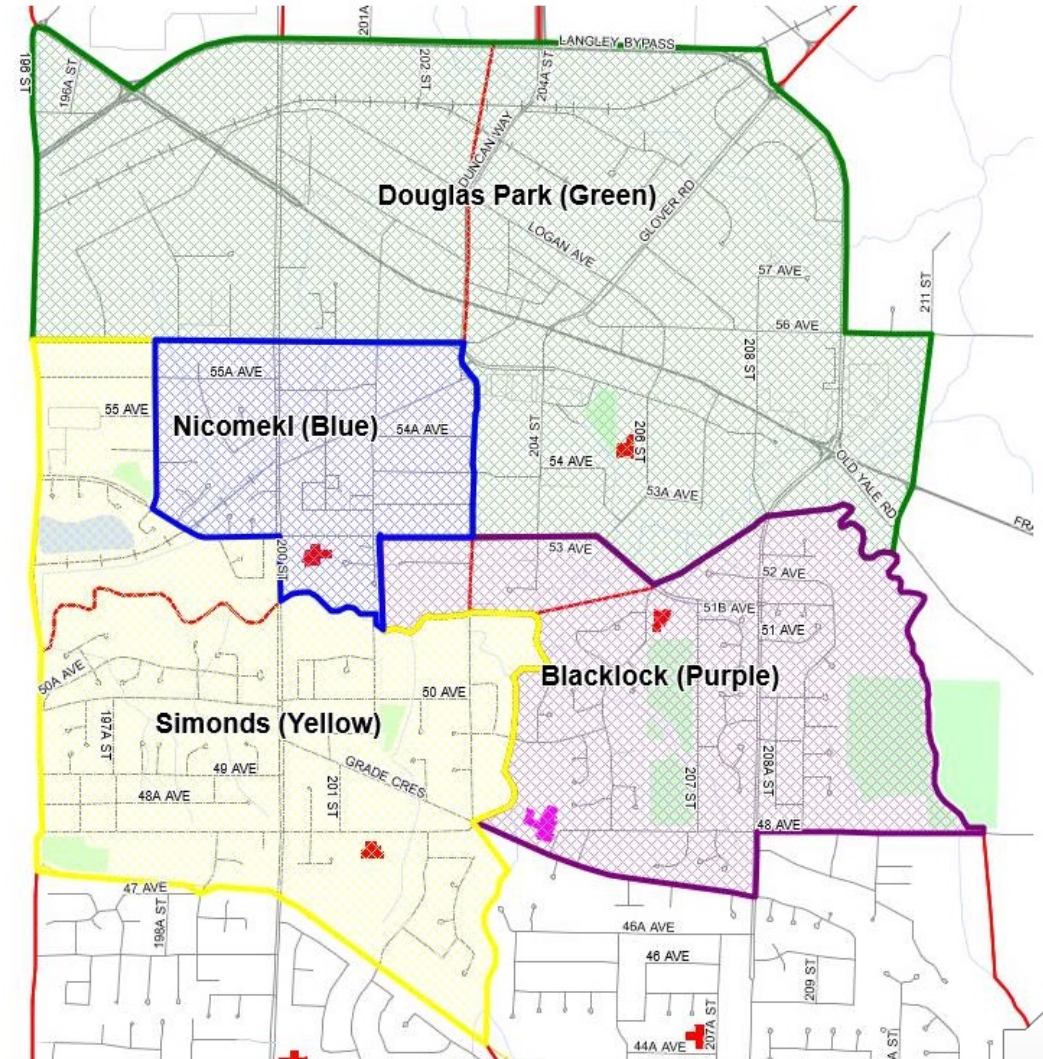 201A
LANGLEY BYPASS
196 ST
196A ST
202 ST
204A ST
DUNCAN WAY
Douglas Park (Green)
GLOVER RD
LOGAN AVE
57 AVE
211 ST
56 AVE
208 ST
55A AVE
55 AVE
Nicomekl (Blue)
54A AVE
204 ST
206 ST
54 AVE
OLD YALE RD
53A AVE
FRA
53 AVE
200 ST
52 AVE
51B AVE
51 AVE
50A AVE
Blacklock (Purple)
50 AVE
197A ST
Simonds (Yellow)
49 AVE
GRADE CRES
201 ST
207 ST
208A ST
48A AVE
48 AVE
47 AVE
198A ST
46A AVE
46 AVE
209 ST
207A ST
44A AVE
A ST